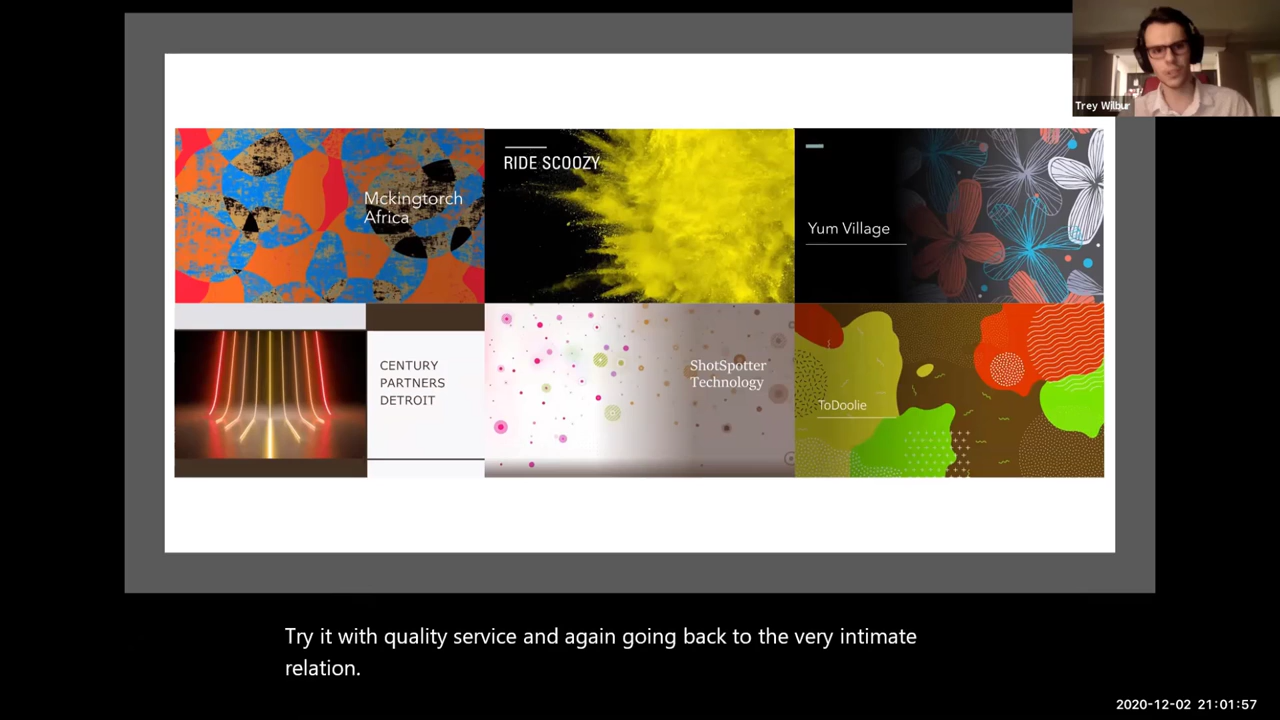 Trey Wilbur
Mckingtorch
Africa
RIDE SCOOZY
Yum Village
CENTURY
PARTNERS
DETROIT
ShotSpotter
Technology
ToDoolie
Try it with quality service and again going back to the very intimate
relation.
2020-12-02 21:01:57